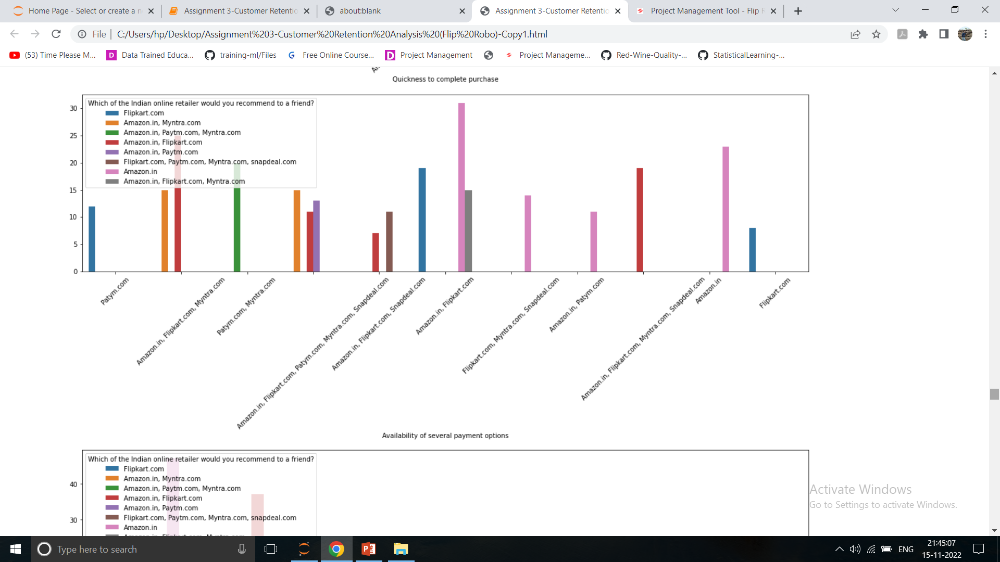 Home Page - Select or create a n
Assignment 3-Customer Retentio
about:blank
Assignment 3-Customer Retentio
Project Management Tool - Flip R
File
C:/Users/hp/Desktop/Assignment%203-Customer%20Retention%20Analysis%20(Flip%20Robo)-Copy1.html
(53) Time Please M...
Data Trained Educa...
training-ml/Files
Free Online Course...
Project Management
Project Manageme...
Red-Wine-Quality-...
StatisticalLearning-...
Quickness to complete purchase
Which of the Indian online retailer would you recommend to a friend?
Flipkart.com
Amazon.in, Myntra.com
Amazon.in, Paytm.com, Myntra.com
Amazon.in, Flipkart.com
Amazon.in, Paytm.com
Flipkart.com, Paytm.com, Myntra.com, snapdeal.com
Amazon.in
Amazon.in, Flipkart.com, Myntra.com
30
25
20
15
10
5
0
Patym.com
Amazon.in, Flipkart.com, Myntra.com
Patym.com, Myntra.com
Amazon.in, Flipkart.com, Patym.com, Myntra.com, Snapdeal.com
Amazon.in, Flipkart.com, Snapdeal.com
Amazon.in, Flipkart.com
Flipkart.com, Myntra.com, Snapdeal.com
Amazon.in, Patym.com
Amazon.in, Flipkart.com, Myntra.com, Snapdeal.com
Amazon.in
Flipkart.com
Availability of several payment options
Which of the Indian online retailer would you recommend to a friend?
Flipkart.com
Amazon.in, Myntra.com
Amazon.in, Paytm.com, Myntra.com
Amazon.in, Flipkart.com
Amazon.in, Paytm.com
Flipkart.com, Paytm.com, Myntra.com, snapdeal.com
Amazon.in
40
30
Activate Windows
Go to Settings to activate Windows.
Type here to search
ENG
21:45:07
15-11-2022